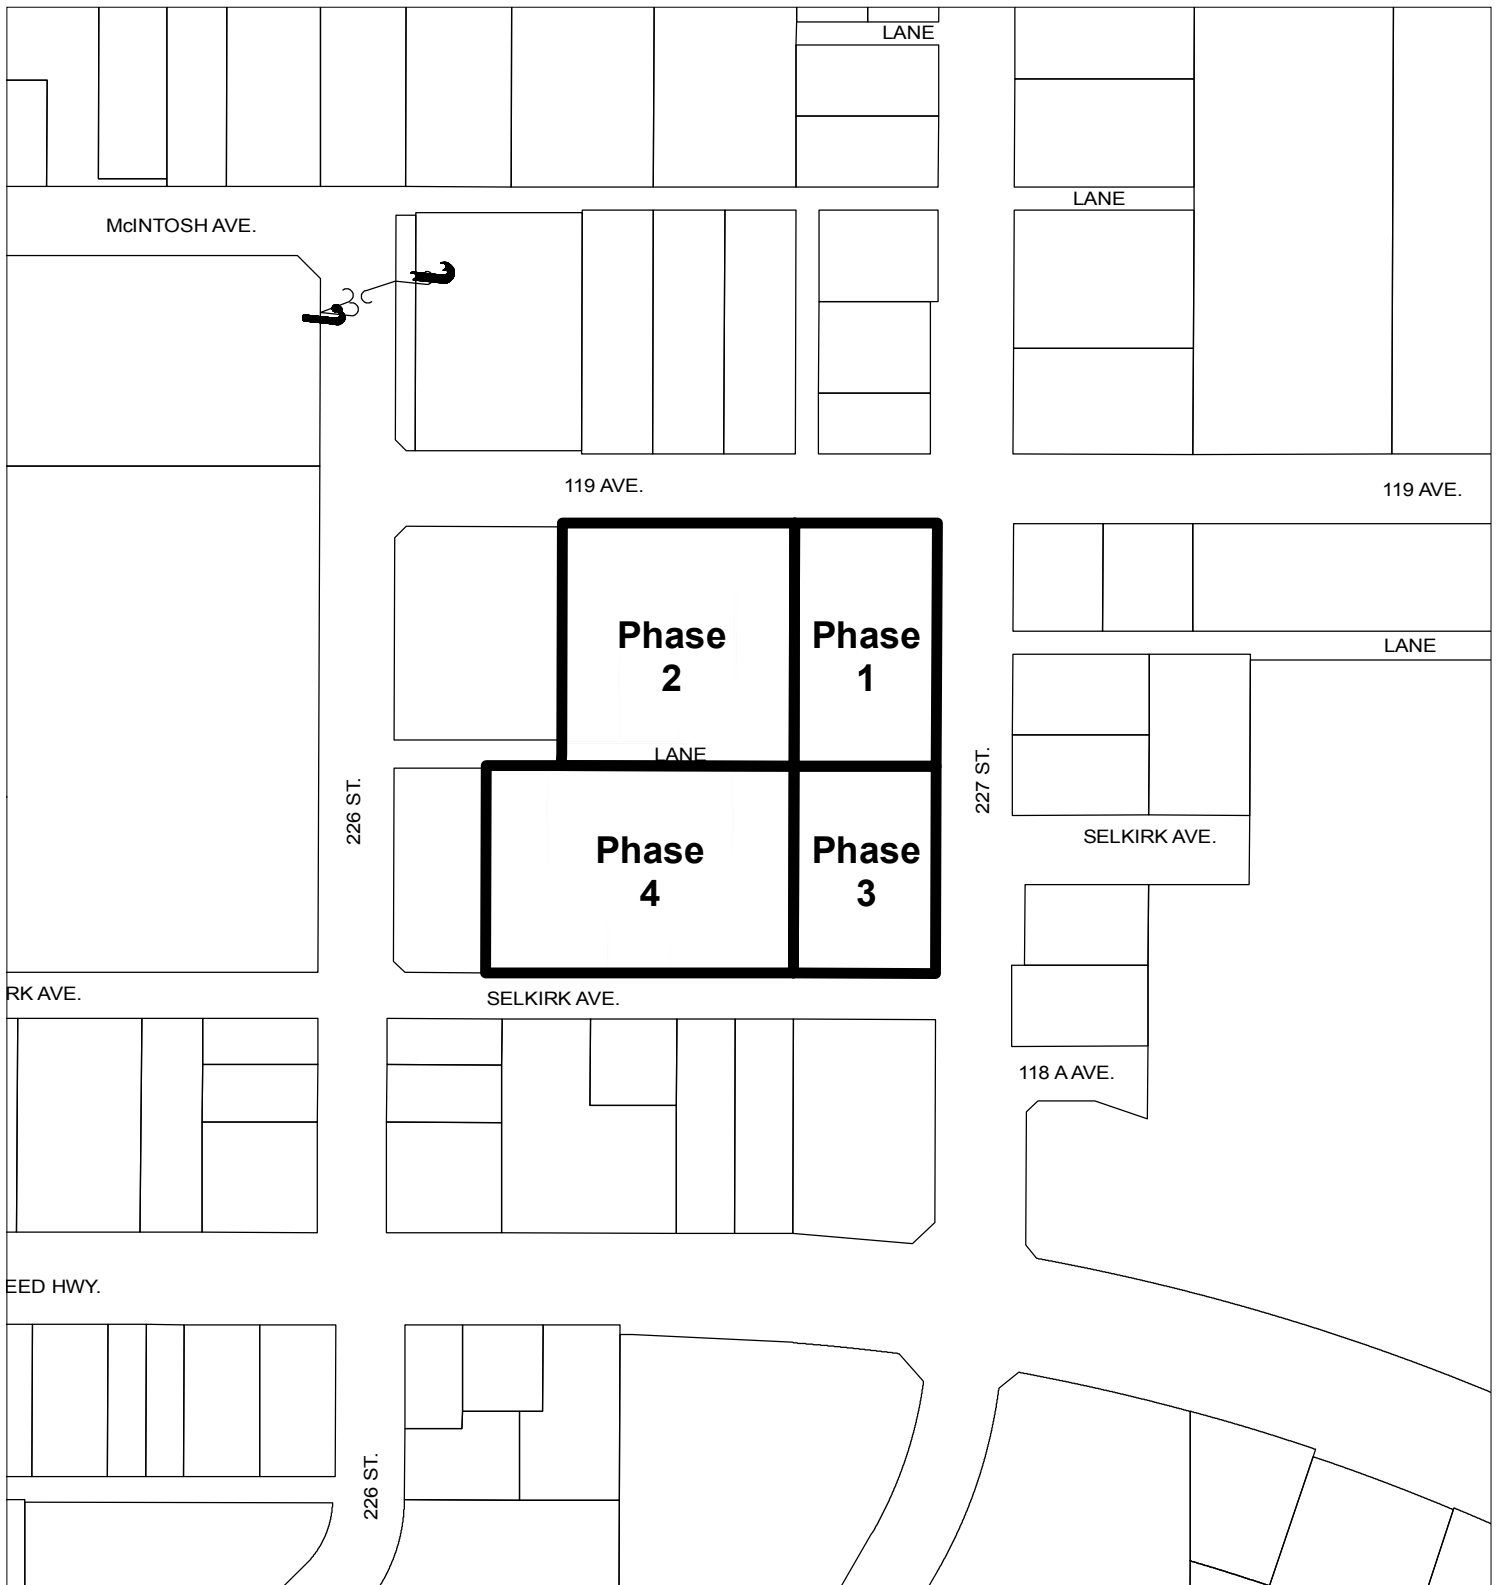 LANE
LANE
McINTOSH AVE.
119 AVE.
119 AVE.
Phase
2
Phase
1
LANE
LANE
226 ST.
227 ST.
SELKIRK AVE.
Phase
4
Phase
3
RK AVE.
SELKIRK AVE.
118 A AVE.
EED HWY.
226 ST.